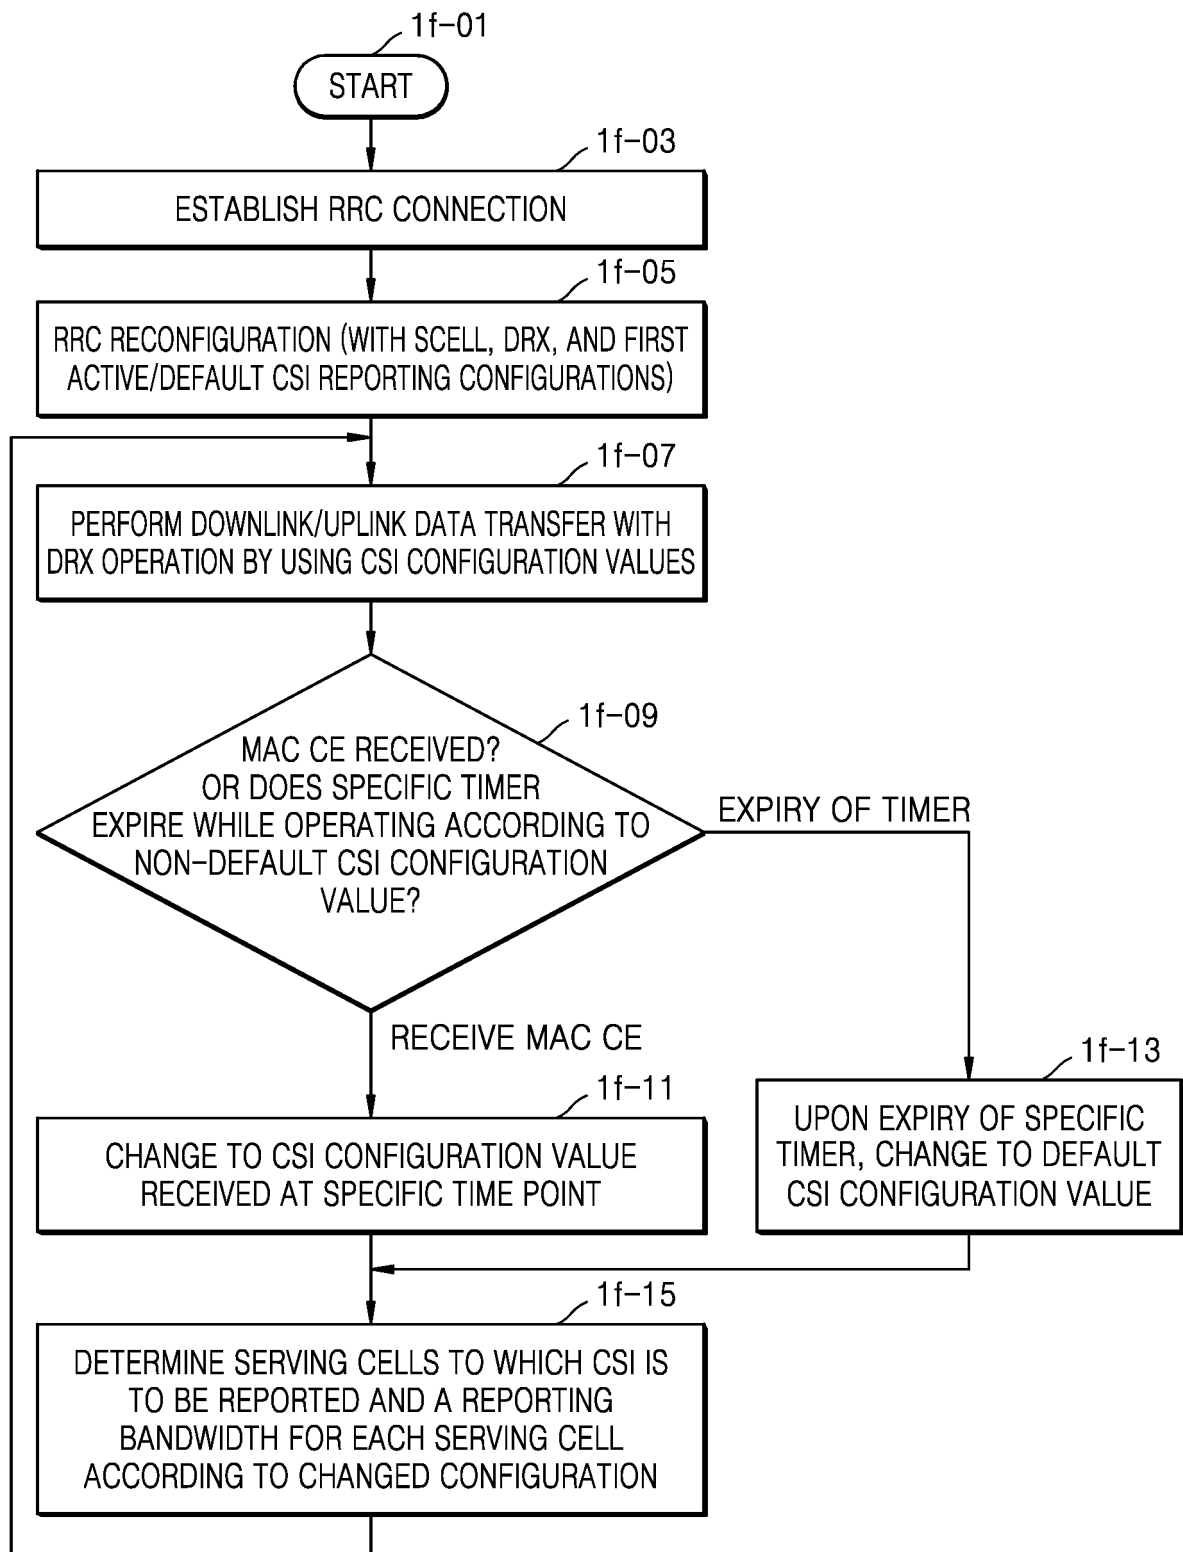 1f-01
START
1f-03
ESTABLISH RRC CONNECTION
1f-05
RRC RECONFIGURATION (WITH SCELL, DRX, AND FIRST
ACTIVE/DEFAULT CSI REPORTING CONFIGURATIONS)
1f-07
PERFORM DOWNLINK/UPLINK DATA TRANSFER WITH
DRX OPERATION BY USING CSI CONFIGURATION VALUES
1f-09
MAC CE RECEIVED?
OR DOES SPECIFIC TIMER
EXPIRE WHILE OPERATING ACCORDING TO
NON-DEFAULT CSI CONFIGURATION
VALUE?
EXPIRY OF TIMER
RECEIVE MAC CE
1f-11
CHANGE TO CSI CONFIGURATION VALUE
RECEIVED AT SPECIFIC TIME POINT
1f-13
UPON EXPIRY OF SPECIFIC
TIMER, CHANGE TO DEFAULT
CSI CONFIGURATION VALUE
1f-15
DETERMINE SERVING CELLS TO WHICH CSI IS
TO BE REPORTED AND A REPORTING
BANDWIDTH FOR EACH SERVING CELL
ACCORDING TO CHANGED CONFIGURATION